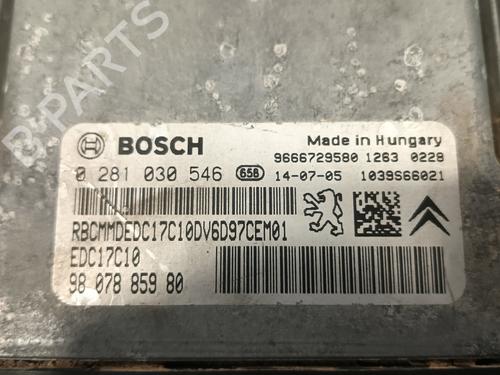 B-PARTS
BOSCH
Made in Hungary
9666729580 1263 0228
0 281 030 546 658 14-07-05 1039S66021
RBCMMDEDC17C10DV6D97CEM01
EDC17C10
98 078 859 80